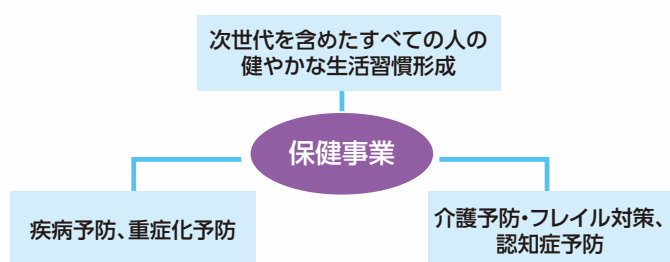 次世代を含めたすべての人の
健やかな生活習慣形成
保健事業
疾病予防、重症化予防
介護予防・フレイル対策、
認知症予防